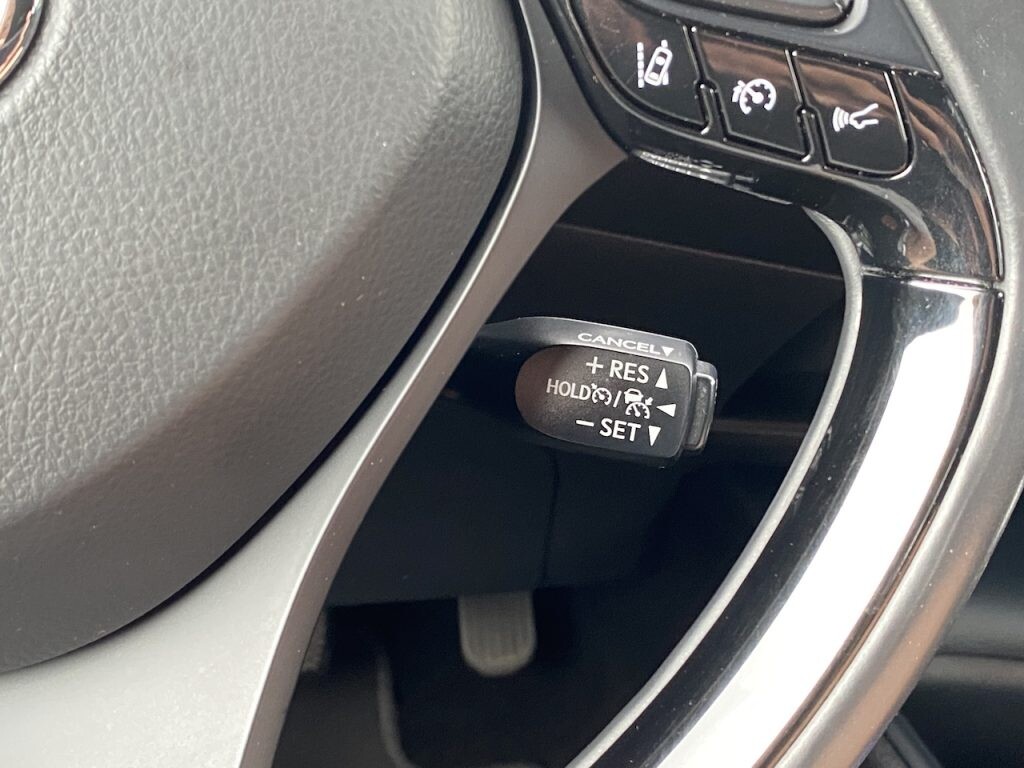 CANCEL▼
+ RES ▲
HOLD / ◄
− SET ▼